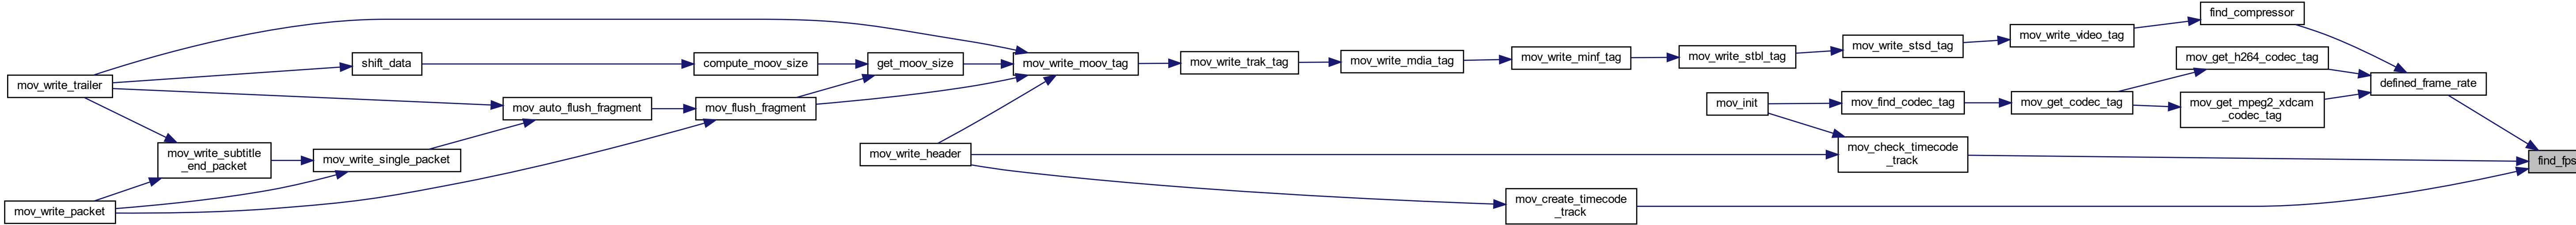 mov_write_trailer
mov_write_packet
mov_write_subtitle
_end_packet
shift_data
mov_write_single_packet
mov_auto_flush_fragment
compute_moov_size
mov_flush_fragment
get_moov_size
mov_write_header
mov_write_moov_tag
mov_write_trak_tag
mov_write_mdia_tag
mov_write_minf_tag
mov_create_timecode
_track
mov_write_stbl_tag
mov_init
mov_write_stsd_tag
mov_find_codec_tag
mov_check_timecode
_track
mov_write_video_tag
mov_get_codec_tag
find_compressor
mov_get_h264_codec_tag
mov_get_mpeg2_xdcam
_codec_tag
defined_frame_rate
find_fps